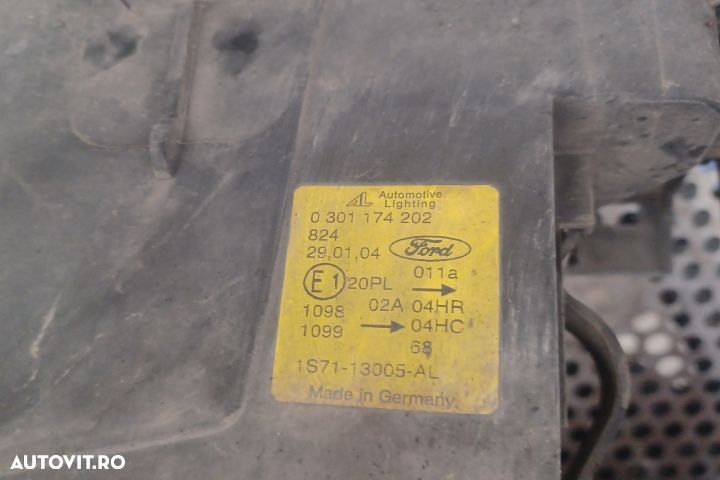 AL Automotive
Lighting
0 301 174 202
824
29,01,04 Ford
E1 20PL 011a
1098 02A 04HR
1099 04HC
68
1S71-13005-AL
Made in Germany
AUTOVIT.RO